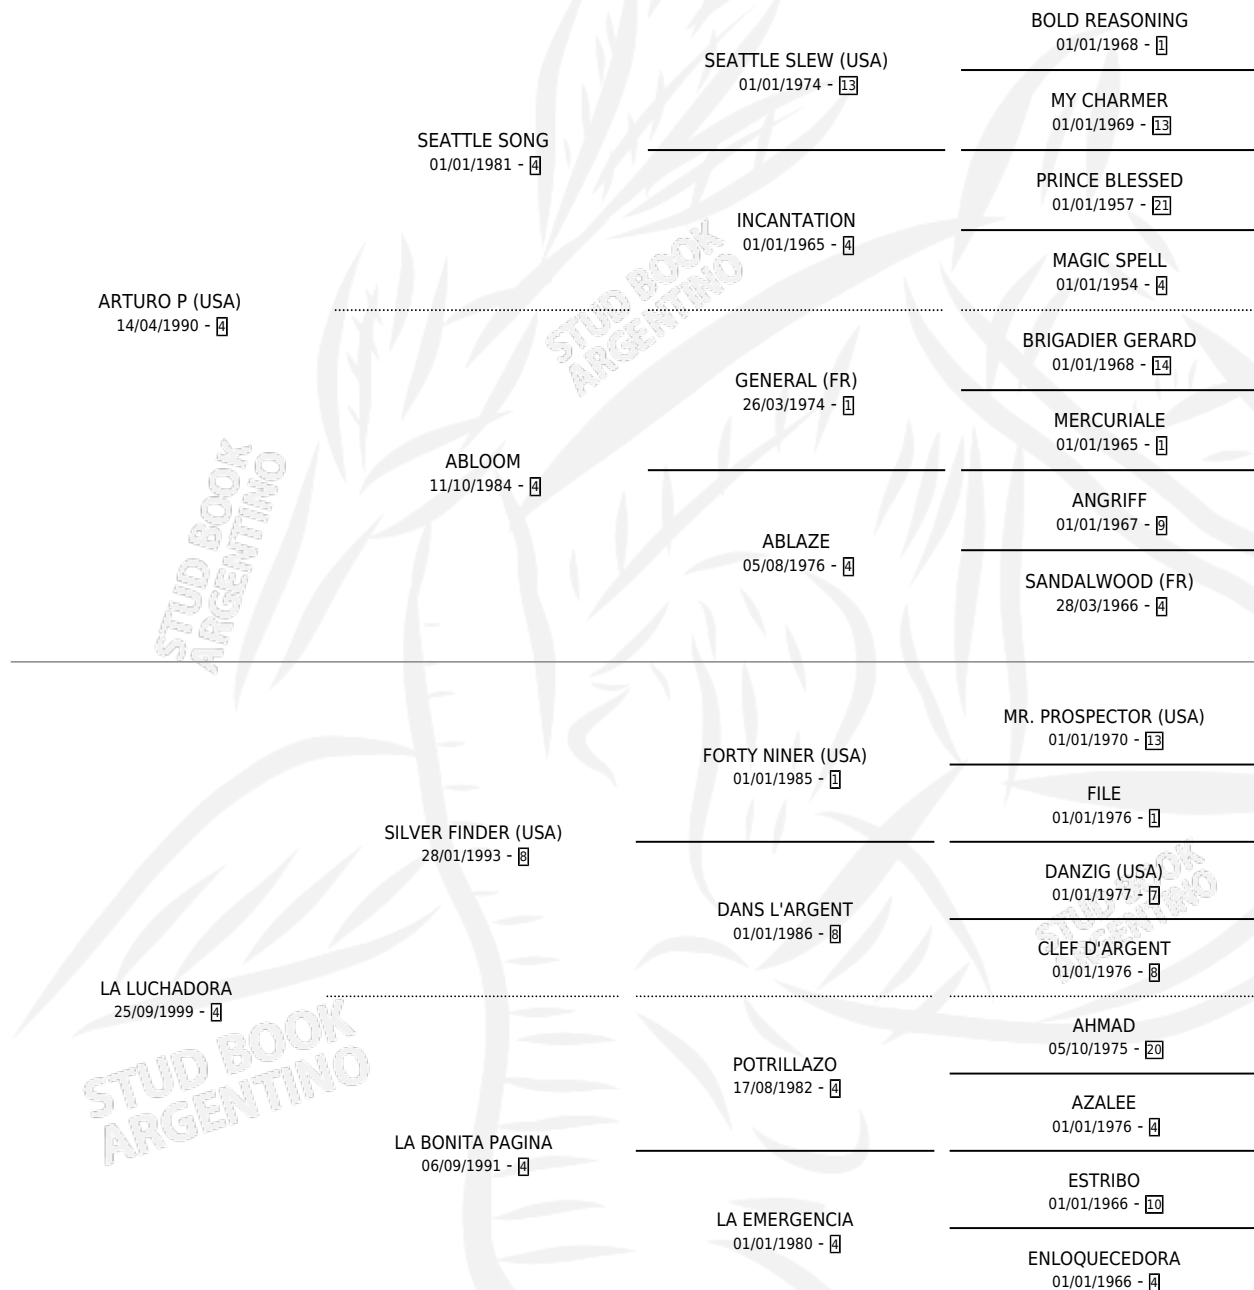 BOLD REASONING
01/01/1968 - 1
SEATTLE SLEW (USA)
01/01/1974 - 13
MY CHARMER
01/01/1969 - 13
SEATTLE SONG
01/01/1981 - 4
PRINCE BLESSED
01/01/1957 - 21
INCANTATION
01/01/1965 - 4
MAGIC SPELL
01/01/1954 - 4
ARTURO P (USA)
14/04/1990 - 4
STUD BOOK
ARGENTINO
BRIGADIER GERARD
01/01/1968 - 14
GENERAL (FR)
26/03/1974 - 1
MERCURIALE
01/01/1965 - 1
ABLOOM
11/10/1984 - 4
ANGRIFF
01/01/1967 - 9
ABLAZE
05/08/1976 - 4
SANDALWOOD (FR)
28/03/1966 - 4
STUD BOOK
ARGENTINO
MR. PROSPECTOR (USA)
01/01/1970 - 13
FORTY NINER (USA)
01/01/1985 - 1
FILE
01/01/1976 - 1
SILVER FINDER (USA)
28/01/1993 - 8
DANZIG (USA)
01/01/1977 - 7
DANS L'ARGENT
01/01/1986 - 8
CLEF D'ARGENT
01/01/1976 - 8
STUD BOOK
ARGENTINO
LA LUCHADORA
25/09/1999 - 4
AHMAD
05/10/1975 - 20
POTRILLAZO
17/08/1982 - 4
AZALEE
01/01/1976 - 4
STUD BOOK
ARGENTINO
LA BONITA PAGINA
06/09/1991 - 4
ESTRIBO
01/01/1966 - 10
LA EMERGENCIA
01/01/1980 - 4
ENLOQUECEDORA
01/01/1966 - 4